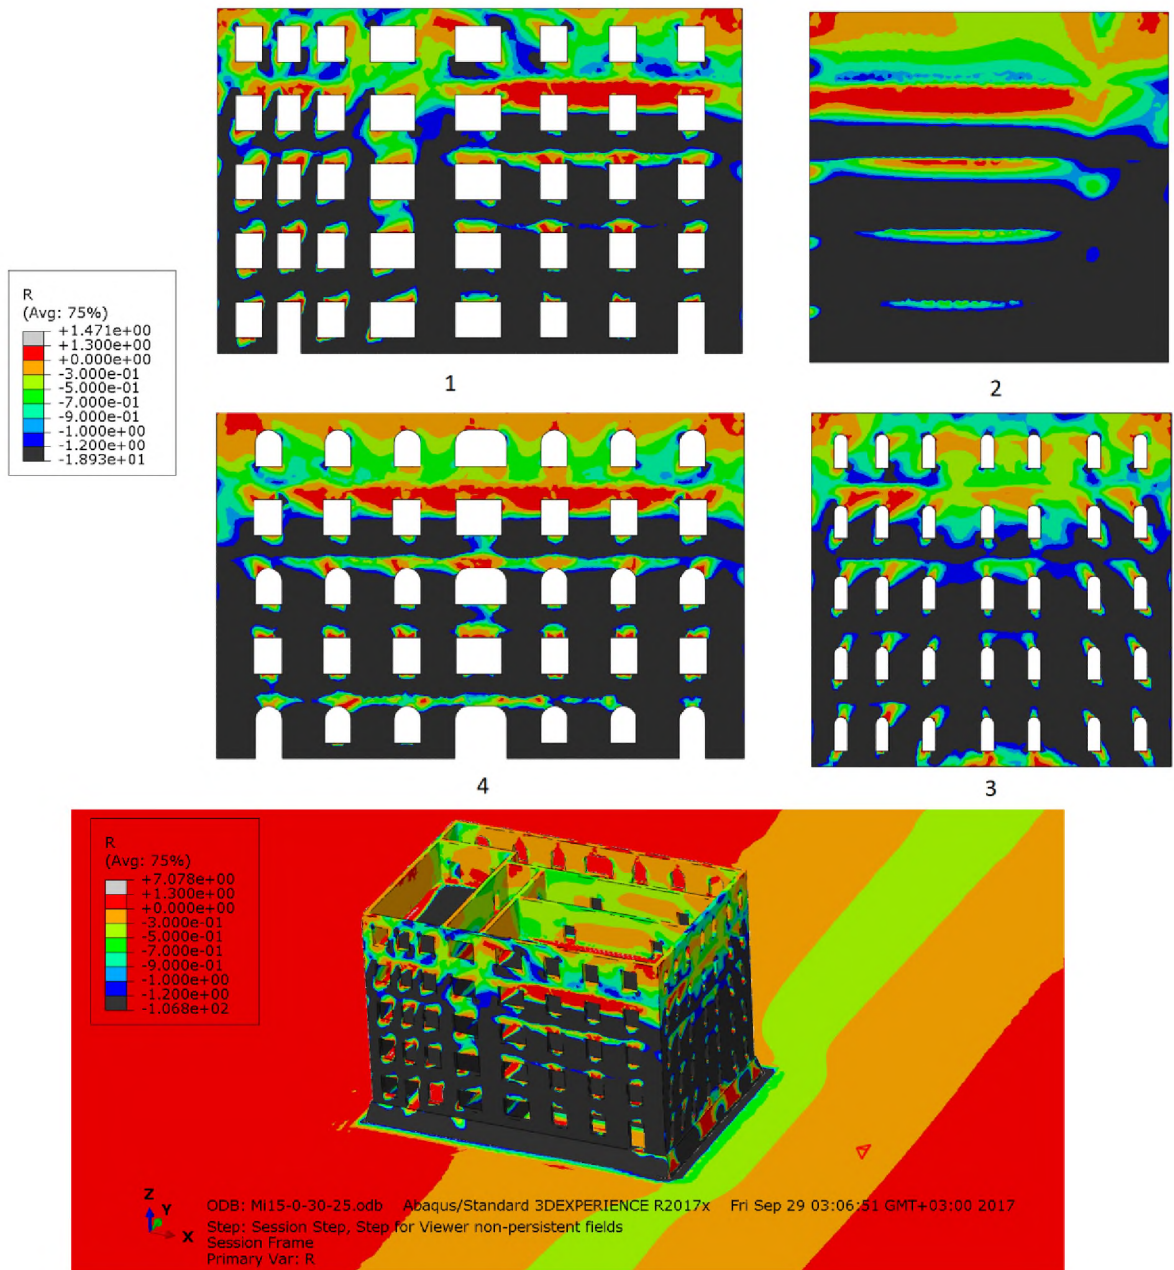 R
(Avg: 75%)
+1.471e+00
+1.300e+00
+0.000e+00
-3.000e-01
-5.000e-01
-7.000e-01
-9.000e-01
-1.000e+00
-1.200e+00
-1.893e+01
1
2
4
3
R
(Avg: 75%)
+7.078e+00
+1.300e+00
+0.000e+00
-3.000e-01
-5.000e-01
-7.000e-01
-9.000e-01
-1.000e+00
-1.200e+00
-1.068e+02
Z
Y
X
ODB: Mi15-0-30-25.odb Abaqus/Standard 3DEXPERIENCE R2017x Fri Sep 29 03:06:51 GMT+03:00 2017
Step: Session Step, Step for Viewer non-persistent fields
Session Frame
Primary Var: R